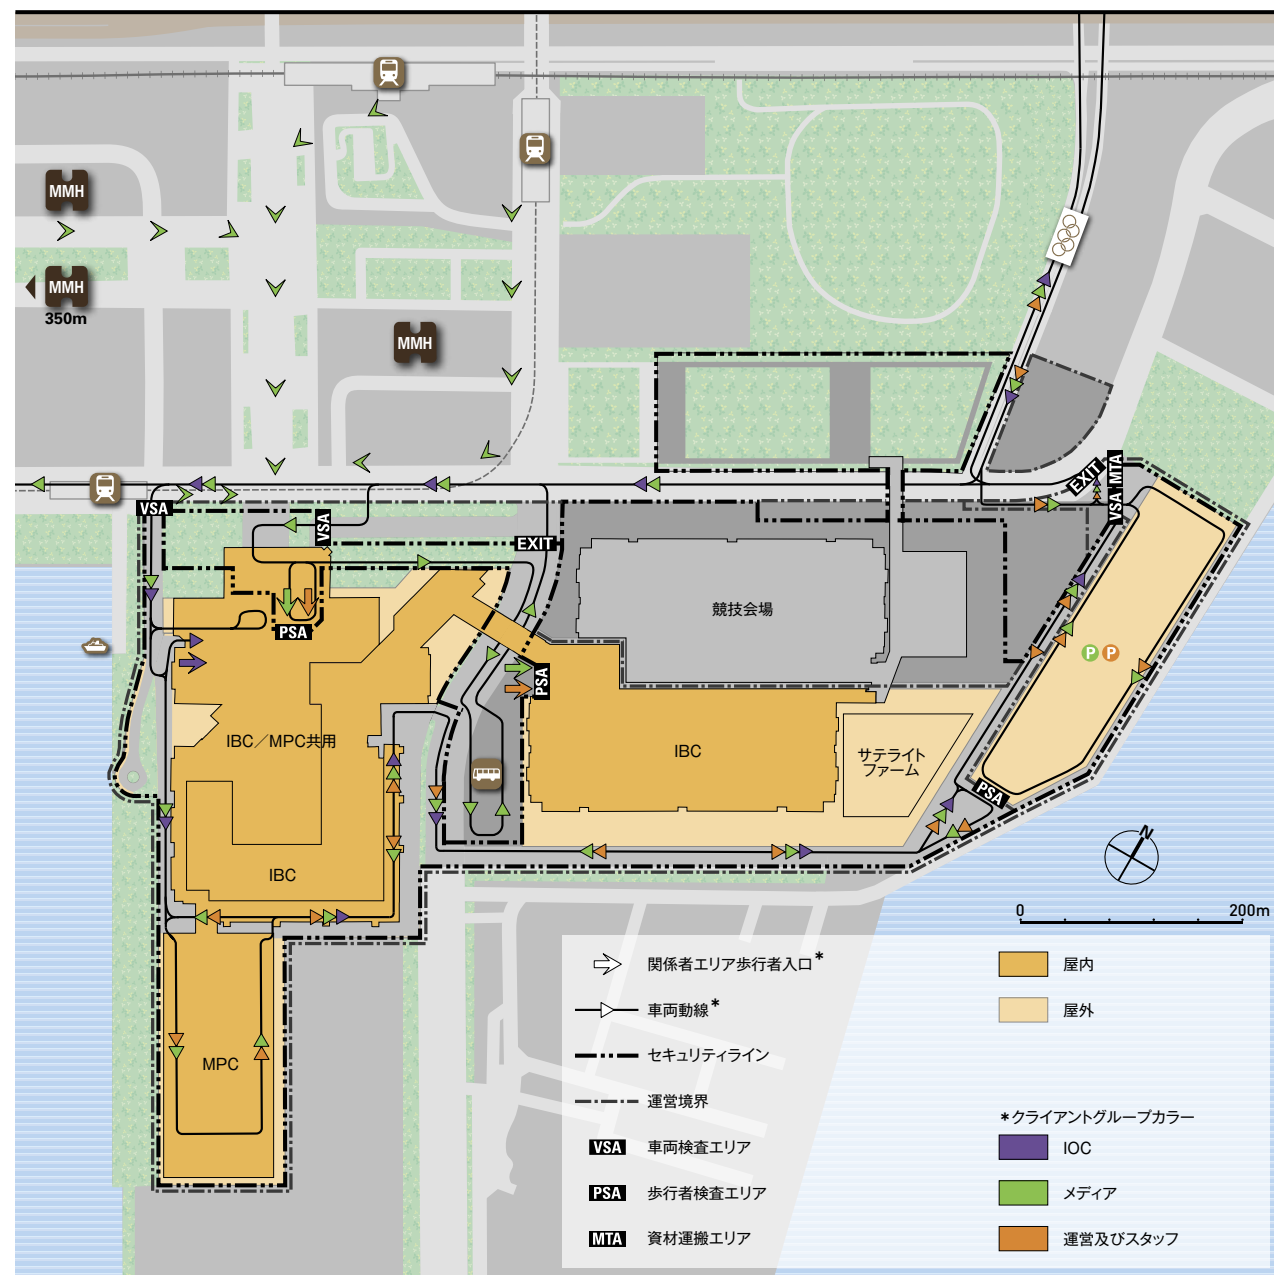 MMH
MMH
350m
MMH
VSA
VSA
EXIT
EXIT
MTA
VSA
PSA
PSA
PSA
競技会場
P P
IBC／MPC共用
IBC
サテライト
ファーム
IBC
MPC
N
0 200m
関係者エリア歩行者入口*
車両動線*
セキュリティライン
運営境界
VSA 車両検査エリア
PSA 歩行者検査エリア
MTA 資材運搬エリア
屋内
屋外
*クライアントグループカラー
IOC
メディア
運営及びスタッフ